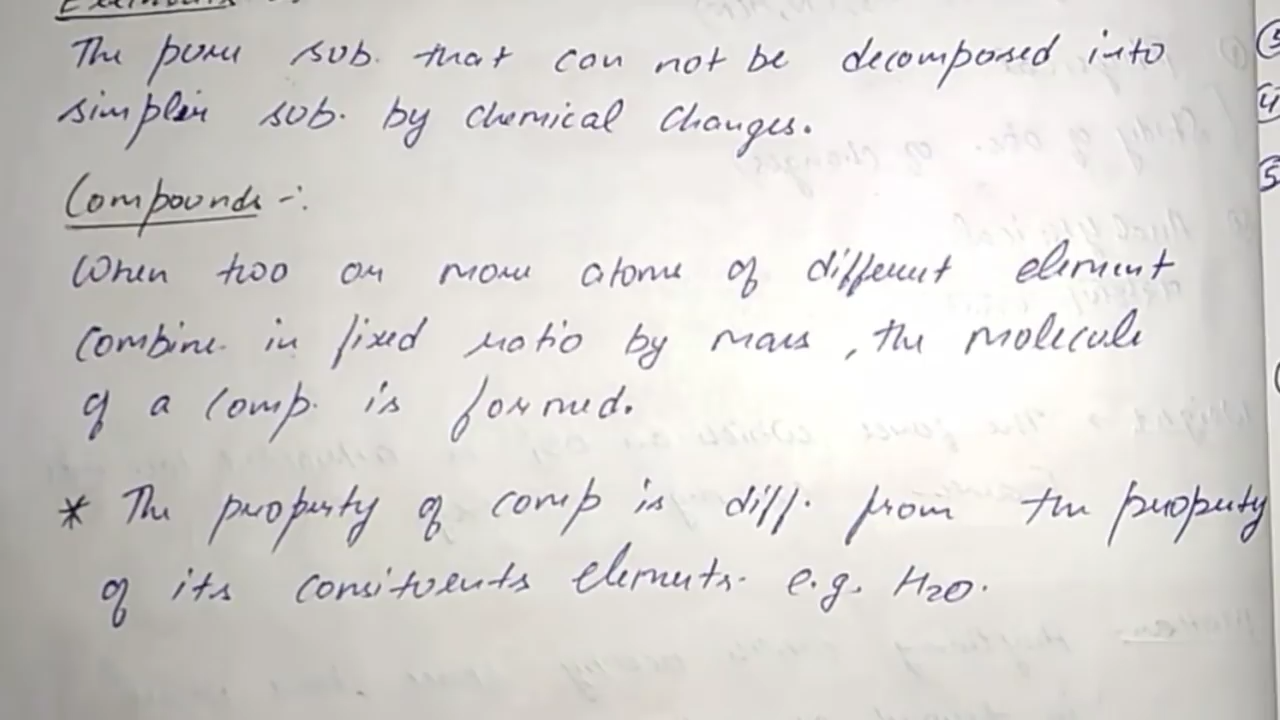 The pure sub. that can not be decomposed into
simpler sub. by chemical changes.
Compounds -:
When two or more atoms of different element
combine in fixed ratio by mass, the molecule
of a comp. is formed.
* The property of comp is diff. from the property
of its consituents elements. e.g. H2O.